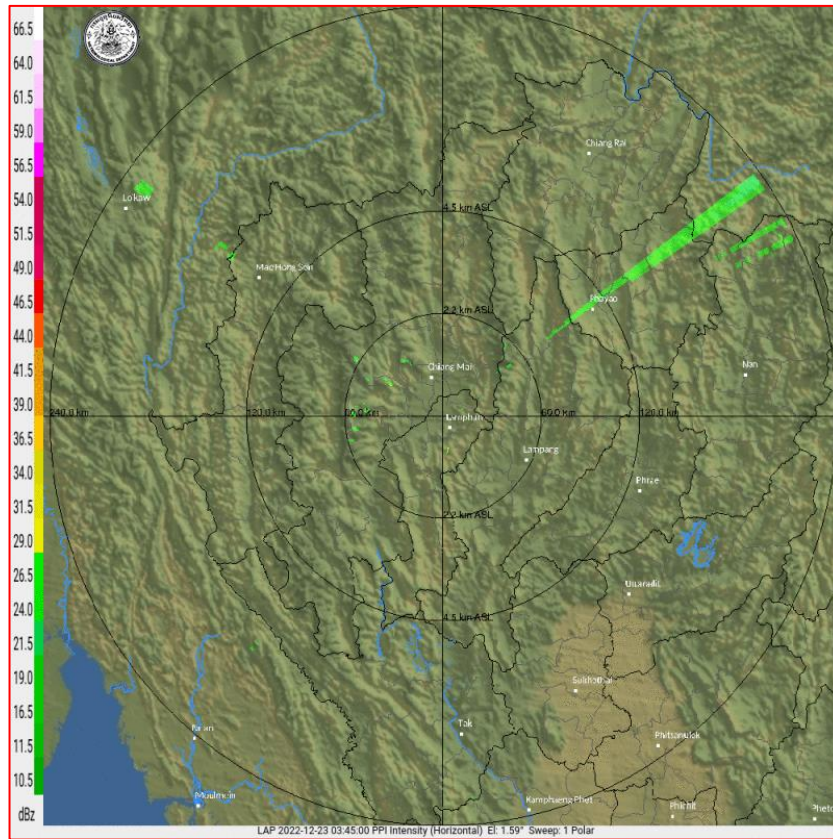 66.5
64.0
61.5
59.0
56.5
54.0
51.5
49.0
46.5
44.0
41.5
39.0
36.5
34.0
31.5
29.0
26.5
24.0
21.5
19.0
16.5
11.5
10.5
dBz
Chiang Rai
Loikaw
4.5 km ASL
Mae Hong Son
Phayao
2.2 km ASL
Nan
Chiang Mai
240.0 km
120.0 km
60.0 km
60.0 km
120.0 km
Lamphun
Lampang
Phrae
2.2 km ASL
Uttaradit
4.5 km ASL
Sukhothai
Tak
Pa'an
Phitsanulok
Moulmein
Kamphaeng Phet
Phichit
Phetc
LAP 2022-12-23 03:45:00 PPI Intensity (Horizontal) El: 1.59° Sweep: 1 Polar